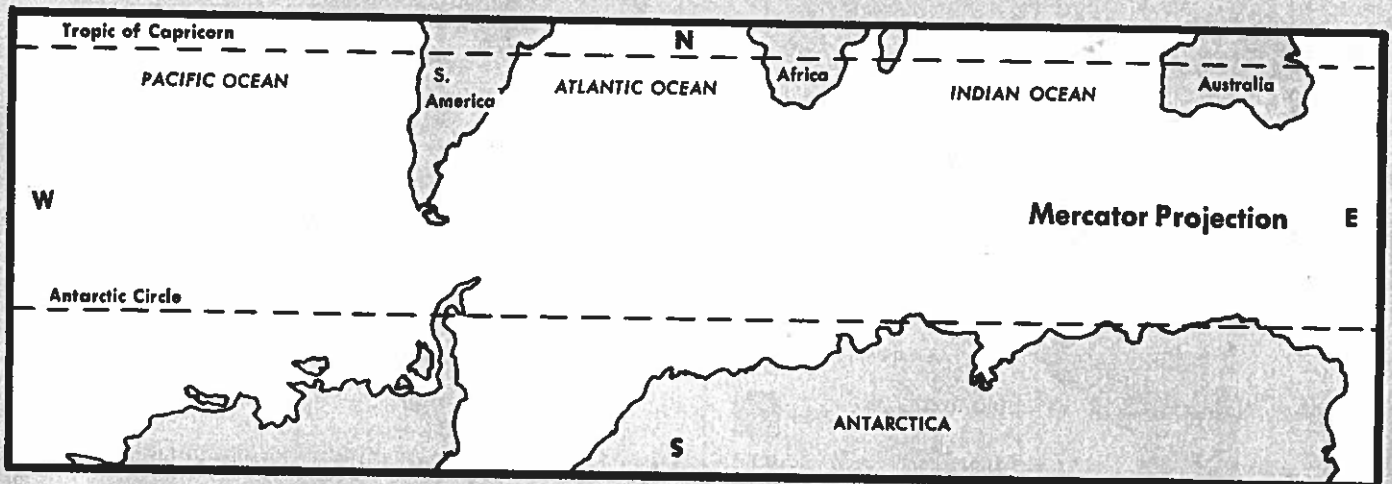 Tropic of Capricorn
N
PACIFIC OCEAN
S.
America
ATLANTIC OCEAN
Africa
INDIAN OCEAN
Australia
W
Mercator Projection
E
Antarctic Circle
ANTARCTICA
S